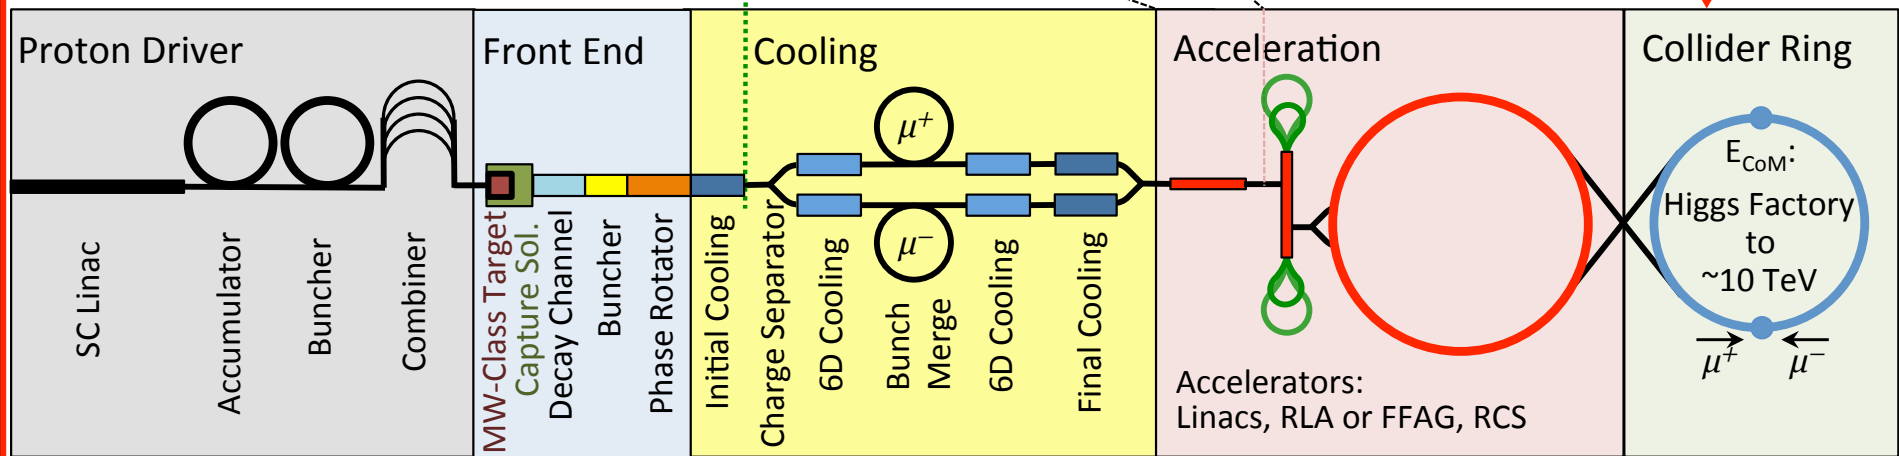 Proton Driver
Front End
Cooling
Acceleration
Collider Ring
SC Linac
Accumulator
Buncher
Combiner
MW-Class Target
Capture Sol.
Decay Channel
Buncher
Phase Rotator
Initial Cooling
Charge Separator
6D Cooling
μ+
μ−
Bunch
Merge
6D Cooling
Final Cooling
Accelerators:
Linacs, RLA or FFAG, RCS
ECoM:
Higgs Factory
to
~10 TeV
μ+
μ−